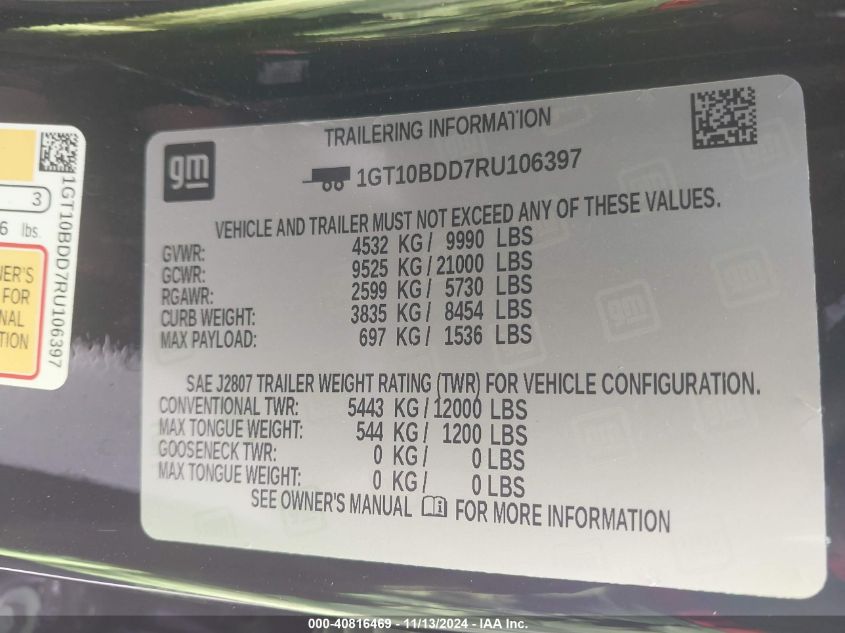 TRAILERING INFORMATION
gm
1GT10BDD7RU106397
VEHICLE AND TRAILER MUST NOT EXCEED ANY OF THESE VALUES.
GVWR: 4532 KG/ 9990 LBS
GCWR: 9525 KG/21000 LBS
RGAWR: 2599 KG/ 5730 LBS
CURB WEIGHT: 3835 KG/ 8454 LBS
MAX PAYLOAD: 697 KG/ 1536 LBS
SAE J2807 TRAILER WEIGHT RATING (TWR) FOR VEHICLE CONFIGURATION.
CONVENTIONAL TWR: 5443 KG/12000 LBS
MAX TONGUE WEIGHT: 544 KG/ 1200 LBS
GOOSENECK TWR: 0 KG/ 0 LBS
MAX TONGUE WEIGHT: 0 KG/ 0 LBS
SEE OWNER'S MANUAL FOR MORE INFORMATION
3
6 lbs.
1GT10BDD7RU106397
FOR
000-40816469 - 11/13/2024 - IAA Inc.